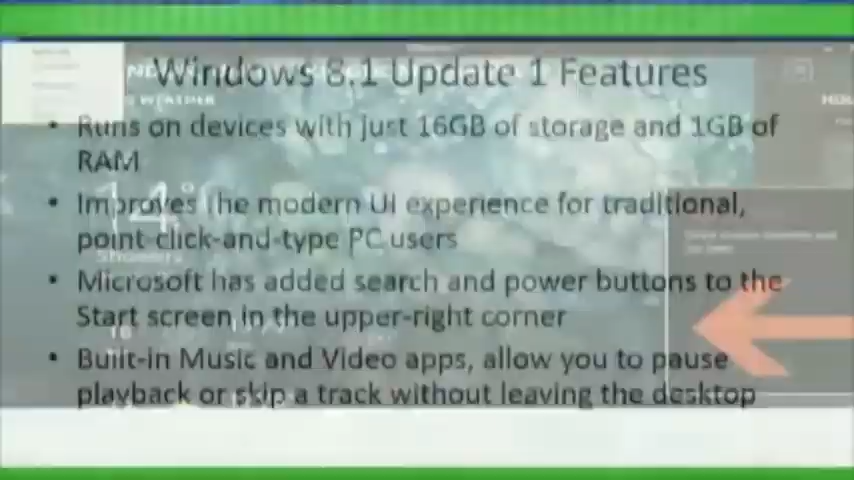 Windows 8.1 Update 1 Features
• Runs on devices with just 16GB of storage and 1GB of
RAM
• Improves the modern UI experience for traditional,
point-click-and-type PC users
• Microsoft has added search and power buttons to the
Start screen in the upper-right corner
• Built-in Music and Video apps, allow you to pause
playback or skip a track without leaving the desktop
WEATHER
14°
Showers